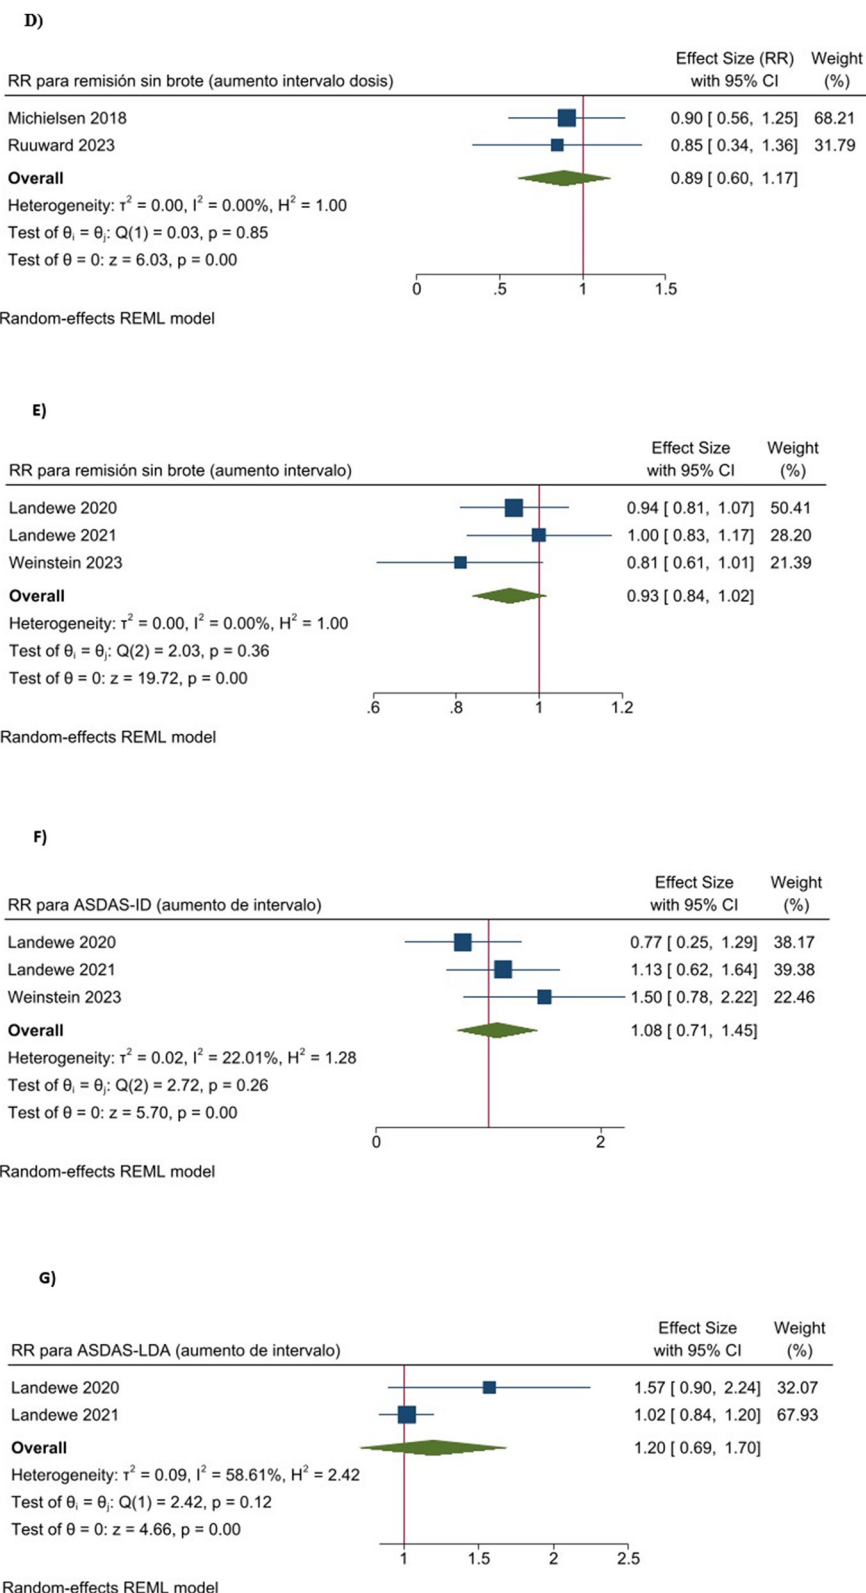 D)
Effect Size (RR) Weight
RR para remisión sin brote (aumento intervalo dosis) with 95% CI (%)
Michielsen 2018 0.90 [ 0.56, 1.25] 68.21
Ruuward 2023 0.85 [ 0.34, 1.36] 31.79
Overall 0.89 [ 0.60, 1.17]
Heterogeneity: τ² = 0.00, I² = 0.00%, H² = 1.00
Test of θᵢ = θⱼ: Q(1) = 0.03, p = 0.85
Test of θ = 0: z = 6.03, p = 0.00
0 .5 1 1.5
Random-effects REML model
E)
Effect Size Weight
RR para remisión sin brote (aumento intervalo) with 95% CI (%)
Landewe 2020 0.94 [ 0.81, 1.07] 50.41
Landewe 2021 1.00 [ 0.83, 1.17] 28.20
Weinstein 2023 0.81 [ 0.61, 1.01] 21.39
Overall 0.93 [ 0.84, 1.02]
Heterogeneity: τ² = 0.00, I² = 0.00%, H² = 1.00
Test of θᵢ = θⱼ: Q(2) = 2.03, p = 0.36
Test of θ = 0: z = 19.72, p = 0.00
.6 .8 1 1.2
Random-effects REML model
F)
Effect Size Weight
RR para ASDAS-ID (aumento de intervalo) with 95% CI (%)
Landewe 2020 0.77 [ 0.25, 1.29] 38.17
Landewe 2021 1.13 [ 0.62, 1.64] 39.38
Weinstein 2023 1.50 [ 0.78, 2.22] 22.46
Overall 1.08 [ 0.71, 1.45]
Heterogeneity: τ² = 0.02, I² = 22.01%, H² = 1.28
Test of θᵢ = θⱼ: Q(2) = 2.72, p = 0.26
Test of θ = 0: z = 5.70, p = 0.00
0 2
Random-effects REML model
G)
Effect Size Weight
RR para ASDAS-LDA (aumento de intervalo) with 95% CI (%)
Landewe 2020 1.57 [ 0.90, 2.24] 32.07
Landewe 2021 1.02 [ 0.84, 1.20] 67.93
Overall 1.20 [ 0.69, 1.70]
Heterogeneity: τ² = 0.09, I² = 58.61%, H² = 2.42
Test of θᵢ = θⱼ: Q(1) = 2.42, p = 0.12
Test of θ = 0: z = 4.66, p = 0.00
1 1.5 2 2.5
Random-effects REML model